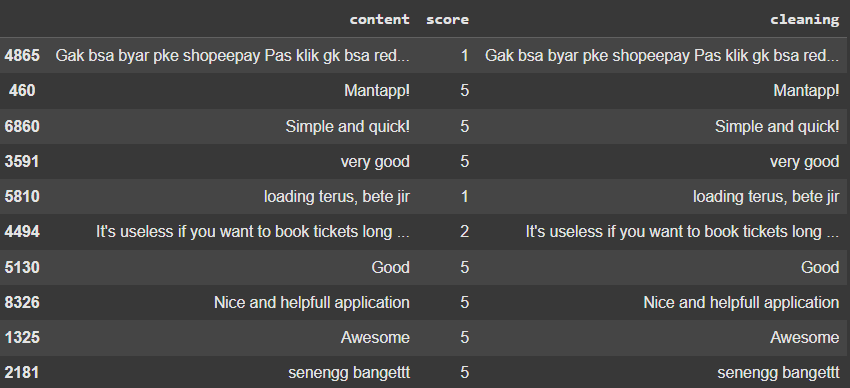 content score cleaning
4865 Gak bsa byar pke shopeepay Pas klik gk bsa red... 1 Gak bsa byar pke shopeepay Pas klik gk bsa red...
460 Mantapp! 5 Mantapp!
6860 Simple and quick! 5 Simple and quick!
3591 very good 5 very good
5810 loading terus, bete jir 1 loading terus, bete jir
4494 It's useless if you want to book tickets long ... 2 It's useless if you want to book tickets long ...
5130 Good 5 Good
8326 Nice and helpfull application 5 Nice and helpfull application
1325 Awesome 5 Awesome
2181 senengg bangettt 5 senengg bangettt